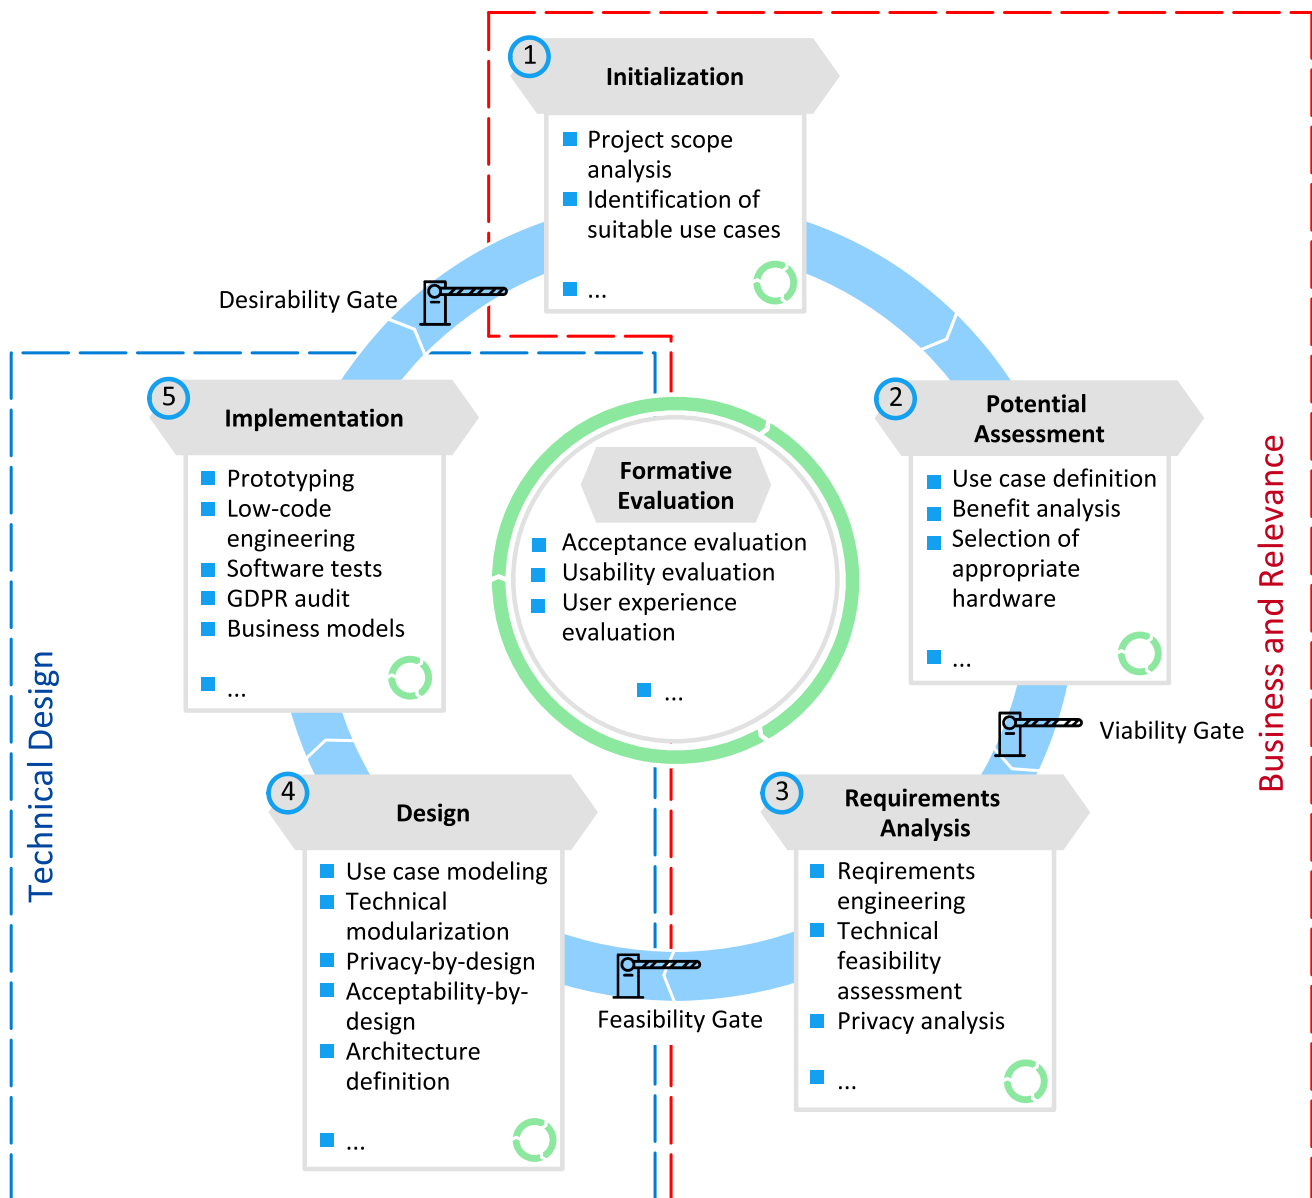 1
Initialization
Project scope
analysis
Identification of
suitable use cases
...
Desirability Gate
5
Implementation
Prototyping
Low-code
engineering
Software tests
GDPR audit
Business models
...
Formative
Evaluation
Acceptance evaluation
Usability evaluation
User experience
evaluation
...
2
Potential
Assessment
Use case definition
Benefit analysis
Selection of
appropriate
hardware
...
Business and Relevance
Technical Design
Viability Gate
4
Design
Use case modeling
Technical
modularization
Privacy-by-design
Acceptability-by-
design
Architecture
definition
...
Feasibility Gate
3
Requirements
Analysis
Reqirements
engineering
Technical
feasibility
assessment
Privacy analysis
...